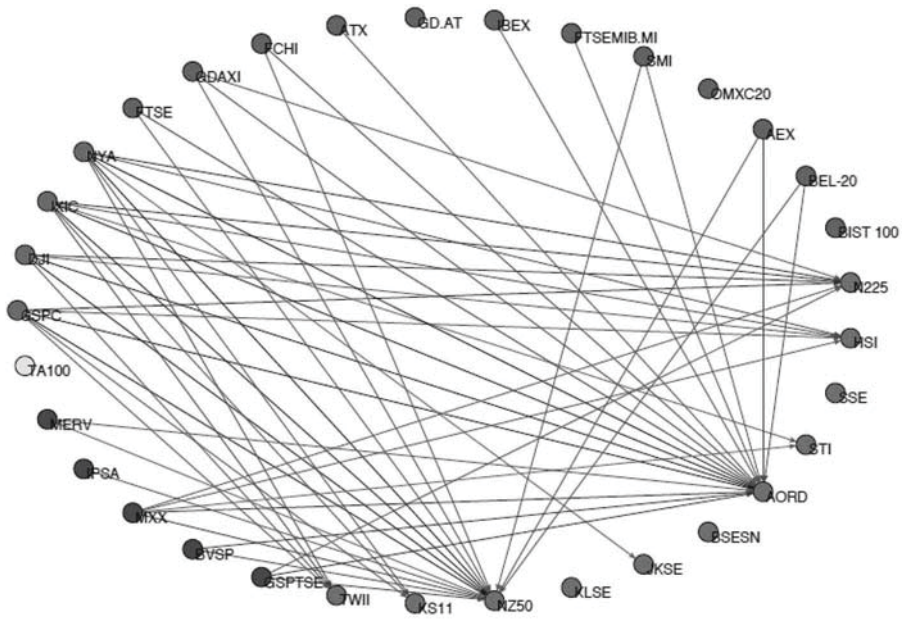 GD.AT
IBEX
ATX
FTSEMIB.MI
FCHI
SMI
GDAXI
OMXC20
FTSE
AEX
NYA
BEL-20
IXIC
BIST 100
DJI
N225
GSPC
HSI
TA100
SSE
MERV
STI
IPSA
AORD
MXX
BSESN
BVSP
JKSE
GSPTSE
KLSE
TWII
KS11
NZ50